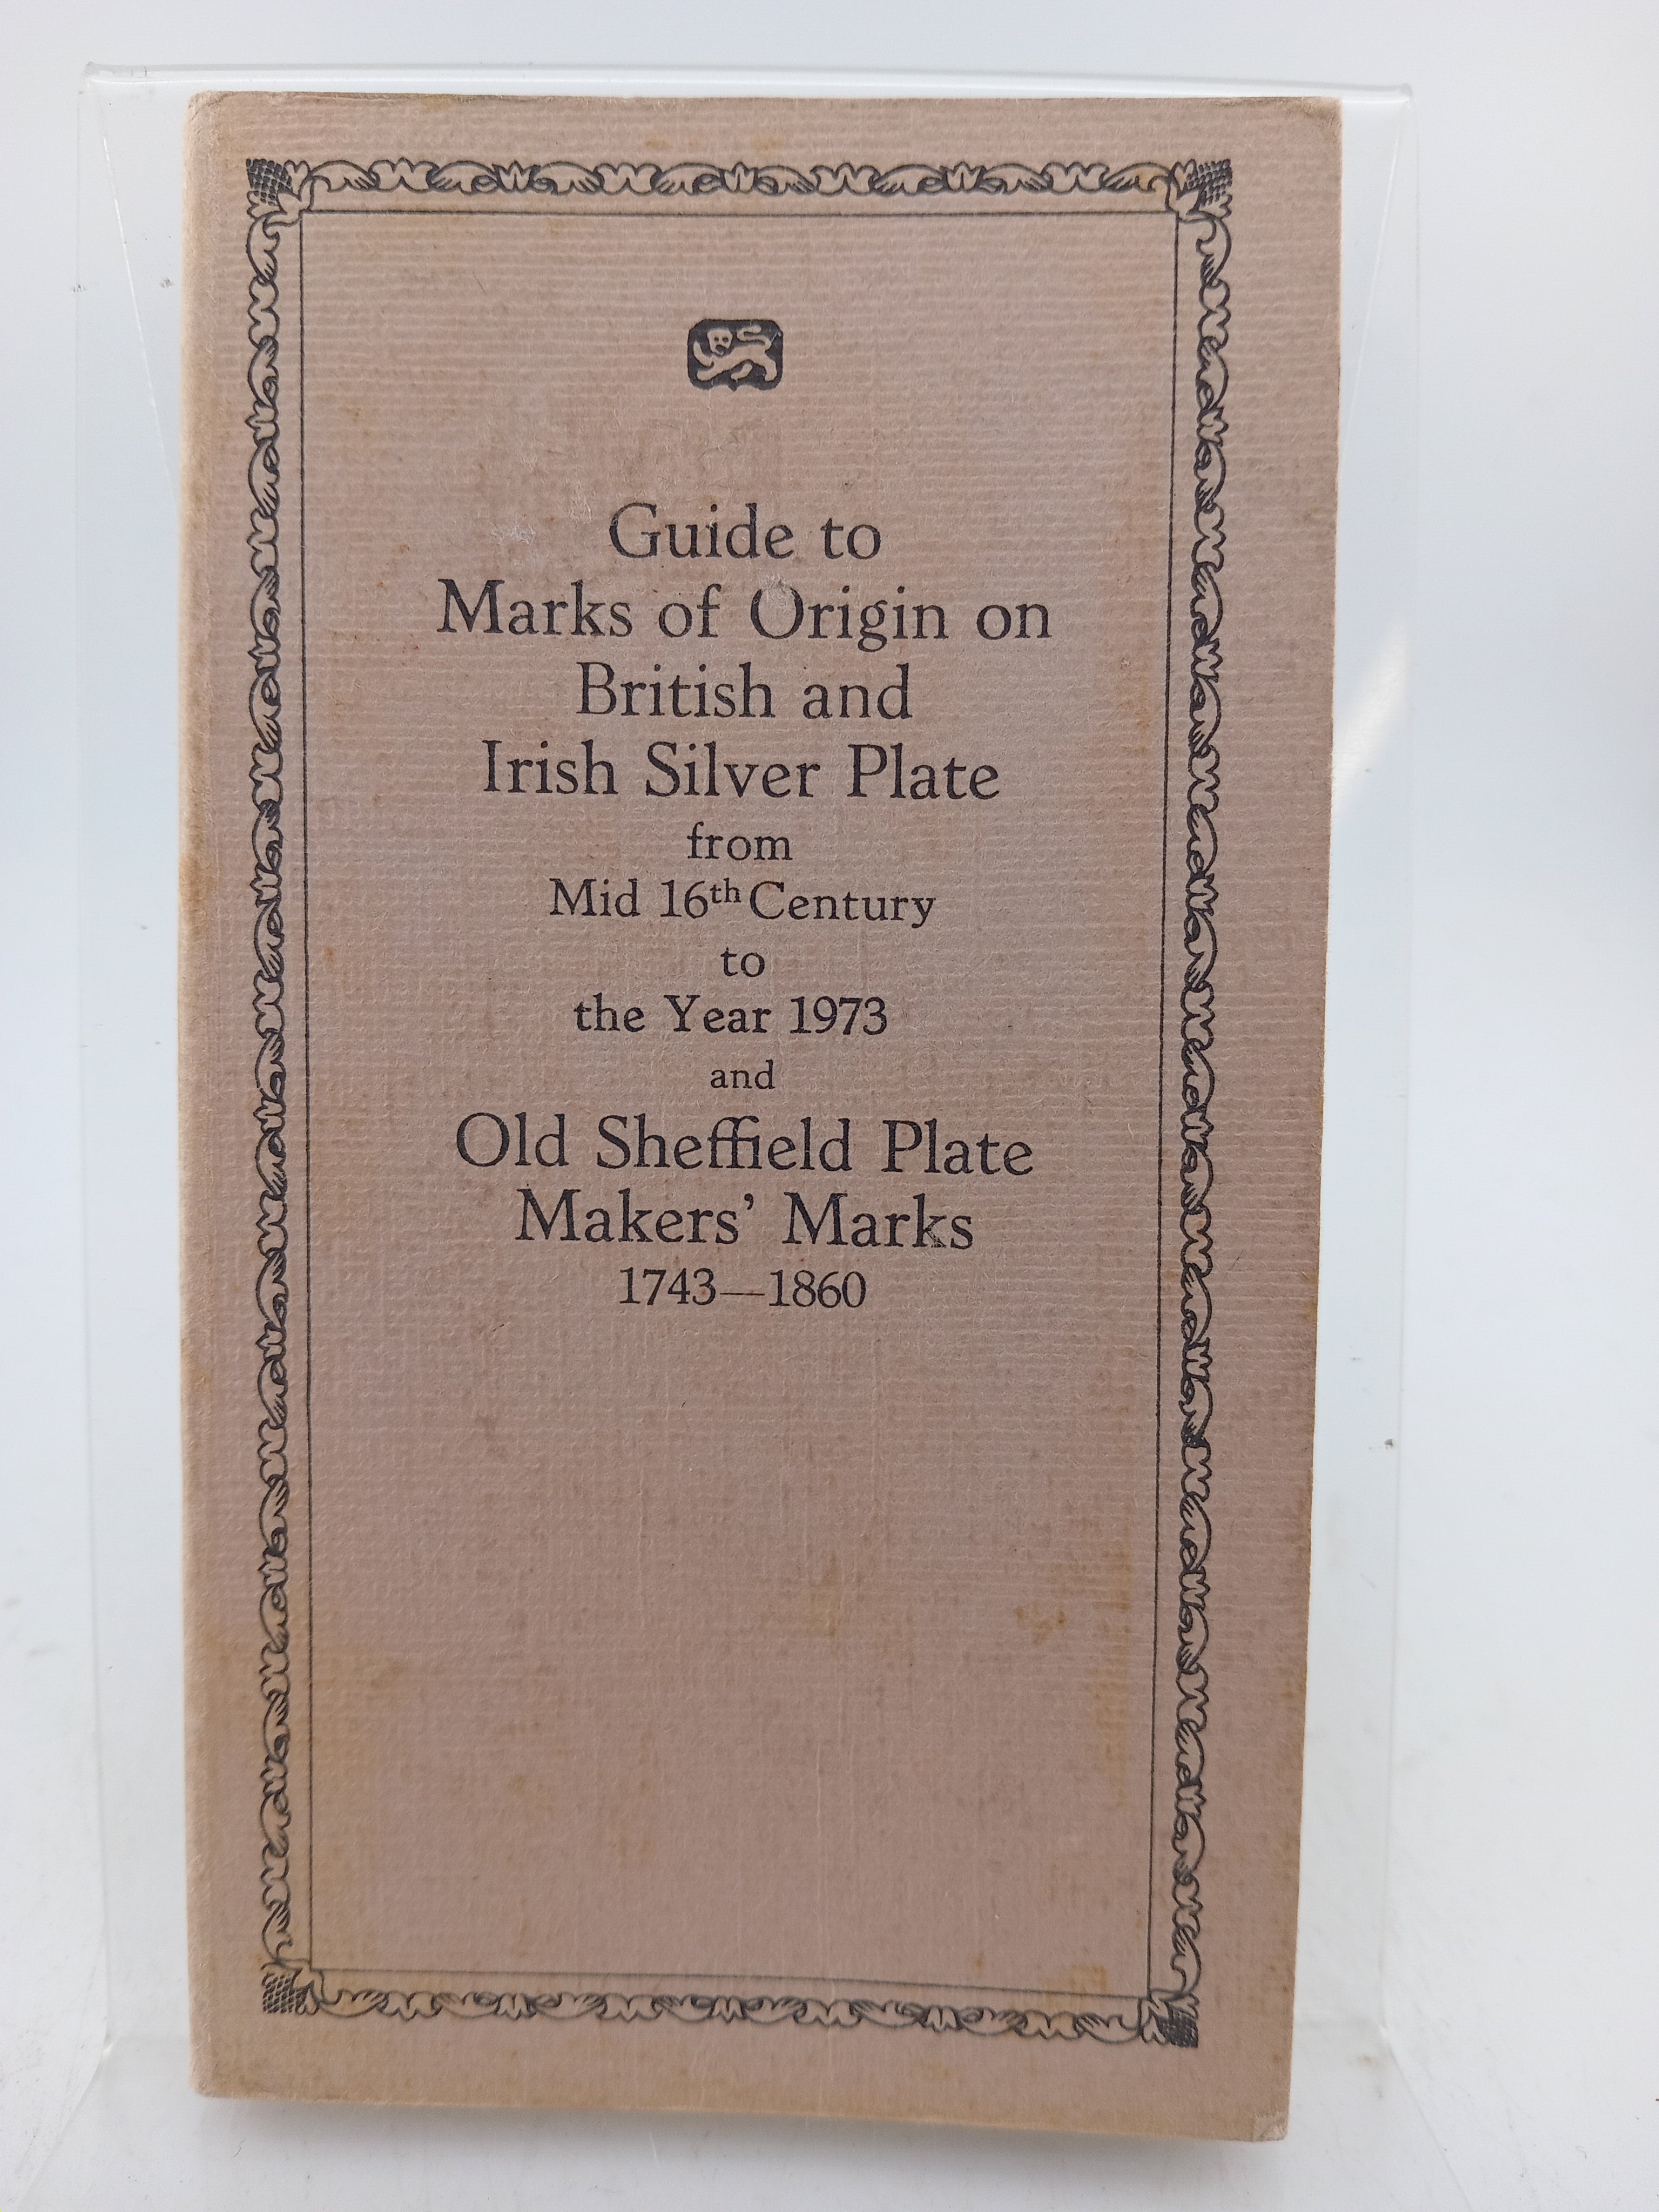 Guide to
Marks of Origin on
British and
Irish Silver Plate
from
Mid 16th Century
to
the Year 1973
and
Old Sheffield Plate
Makers' Marks
1743—1860